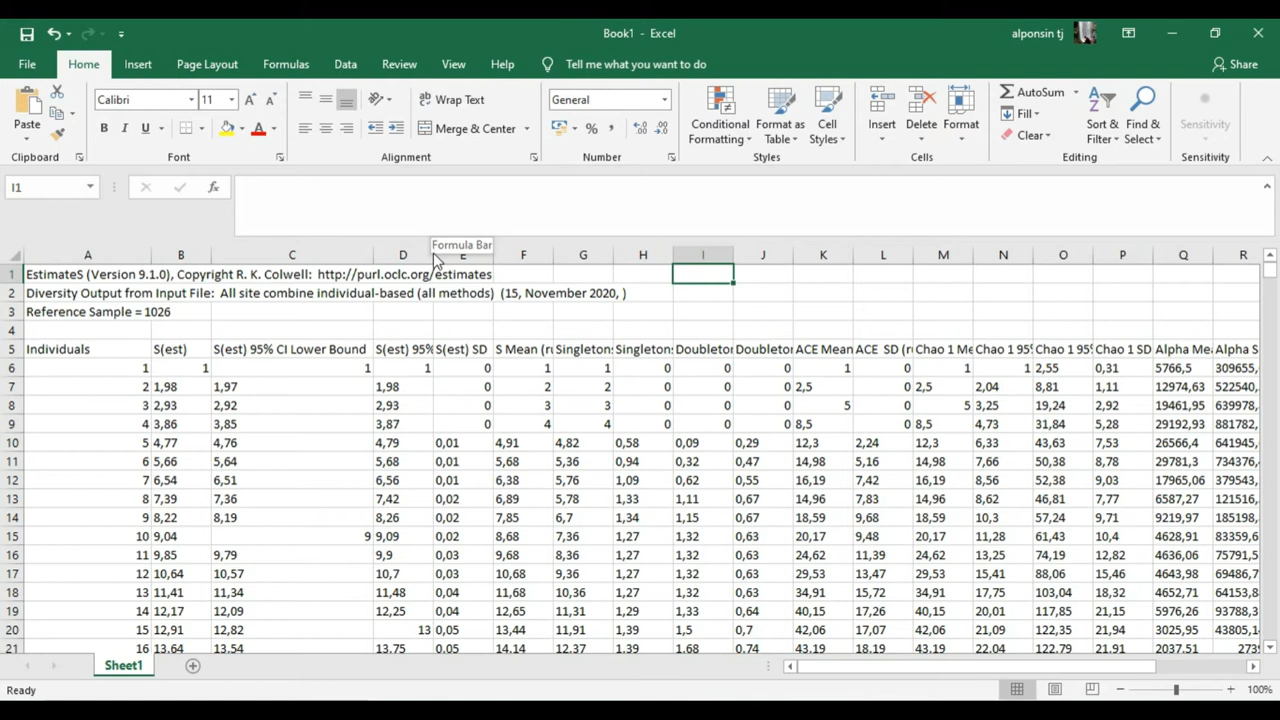 Book1 - Excel
alponsin tj
File Home Insert Page Layout Formulas Data Review View Help Tell me what you want to do Share
Calibri 11 Wrap Text General AutoSum
Paste B I U Merge & Center % Conditional Formatting Format as Table Cell Styles Insert Delete Format Fill Clear Sort & Filter Find & Select Sensitivity
Clipboard Font Alignment Number Styles Cells Editing Sensitivity
I1 fx
Formula Bar
A B C D E F G H I J K L M N O P Q R
1 EstimateS (Version 9.1.0), Copyright R. K. Colwell: http://purl.oclc.org/estimates
2 Diversity Output from Input File: All site combine individual-based (all methods) (15, November 2020, )
3 Reference Sample = 1026
4
5 Individuals S(est) S(est) 95% CI Lower Bound S(est) 95% S(est) SD S Mean (ru Singletons Singletons Doubleton Doubleton ACE Mean ACE SD (ru Chao 1 Me Chao 1 95% Chao 1 95% Chao 1 SD Alpha Mea Alpha S
6 1 1 1 1 0 1 1 0 0 0 1 0 1 1 2,55 0,31 5766,5 309655,
7 2 1,98 1,97 1,98 0 2 2 0 0 0 2,5 0 2,5 2,04 8,81 1,11 12974,63 522540,
8 3 2,93 2,92 2,93 0 3 3 0 0 0 5 0 5 3,25 19,24 2,92 19461,95 639978,
9 4 3,86 3,85 3,87 0 4 4 0 0 0 8,5 0 8,5 4,73 31,84 5,28 29192,93 881782,
10 5 4,77 4,76 4,79 0,01 4,91 4,82 0,58 0,09 0,29 12,3 2,24 12,3 6,33 43,63 7,53 26566,4 641945,
11 6 5,66 5,64 5,68 0,01 5,68 5,36 0,94 0,32 0,47 14,98 5,16 14,98 7,66 50,38 8,78 29781,3 734376,
12 7 6,54 6,51 6,56 0,01 6,38 5,76 1,09 0,62 0,55 16,19 7,42 16,19 8,56 52,38 9,03 17965,06 379543,
13 8 7,39 7,36 7,42 0,02 6,89 5,78 1,33 1,11 0,67 14,96 7,83 14,96 8,62 46,81 7,77 6587,27 121516,
14 9 8,22 8,19 8,26 0,02 7,85 6,7 1,34 1,15 0,67 18,59 9,68 18,59 10,3 57,24 9,71 9219,97 185198,
15 10 9,04 9 9,09 0,02 8,68 7,36 1,27 1,32 0,63 20,17 9,48 20,17 11,28 61,43 10,4 4628,91 83359,6
16 11 9,85 9,79 9,9 0,03 9,68 8,36 1,27 1,32 0,63 24,62 11,39 24,62 13,25 74,19 12,82 4636,06 75791,5
17 12 10,64 10,57 10,7 0,03 10,68 9,36 1,27 1,32 0,63 29,53 13,47 29,53 15,41 88,06 15,46 4643,98 69486,7
18 13 11,41 11,34 11,48 0,04 11,68 10,36 1,27 1,32 0,63 34,91 15,72 34,91 17,75 103,04 18,32 4652,71 64153,8
19 14 12,17 12,09 12,25 0,04 12,65 11,31 1,29 1,33 0,64 40,15 17,26 40,15 20,01 117,85 21,15 5976,26 93788,3
20 15 12,91 12,82 13 0,05 13,44 11,91 1,39 1,5 0,7 42,06 17,07 42,06 21,09 122,35 21,94 3025,95 43805,1
21 16 13,64 13,54 13,75 0,05 14,14 12,37 1,39 1,68 0,74 43,19 18,19 43,19 21,59 122,79 21,91 2037,51 273
Sheet1
Ready 100%